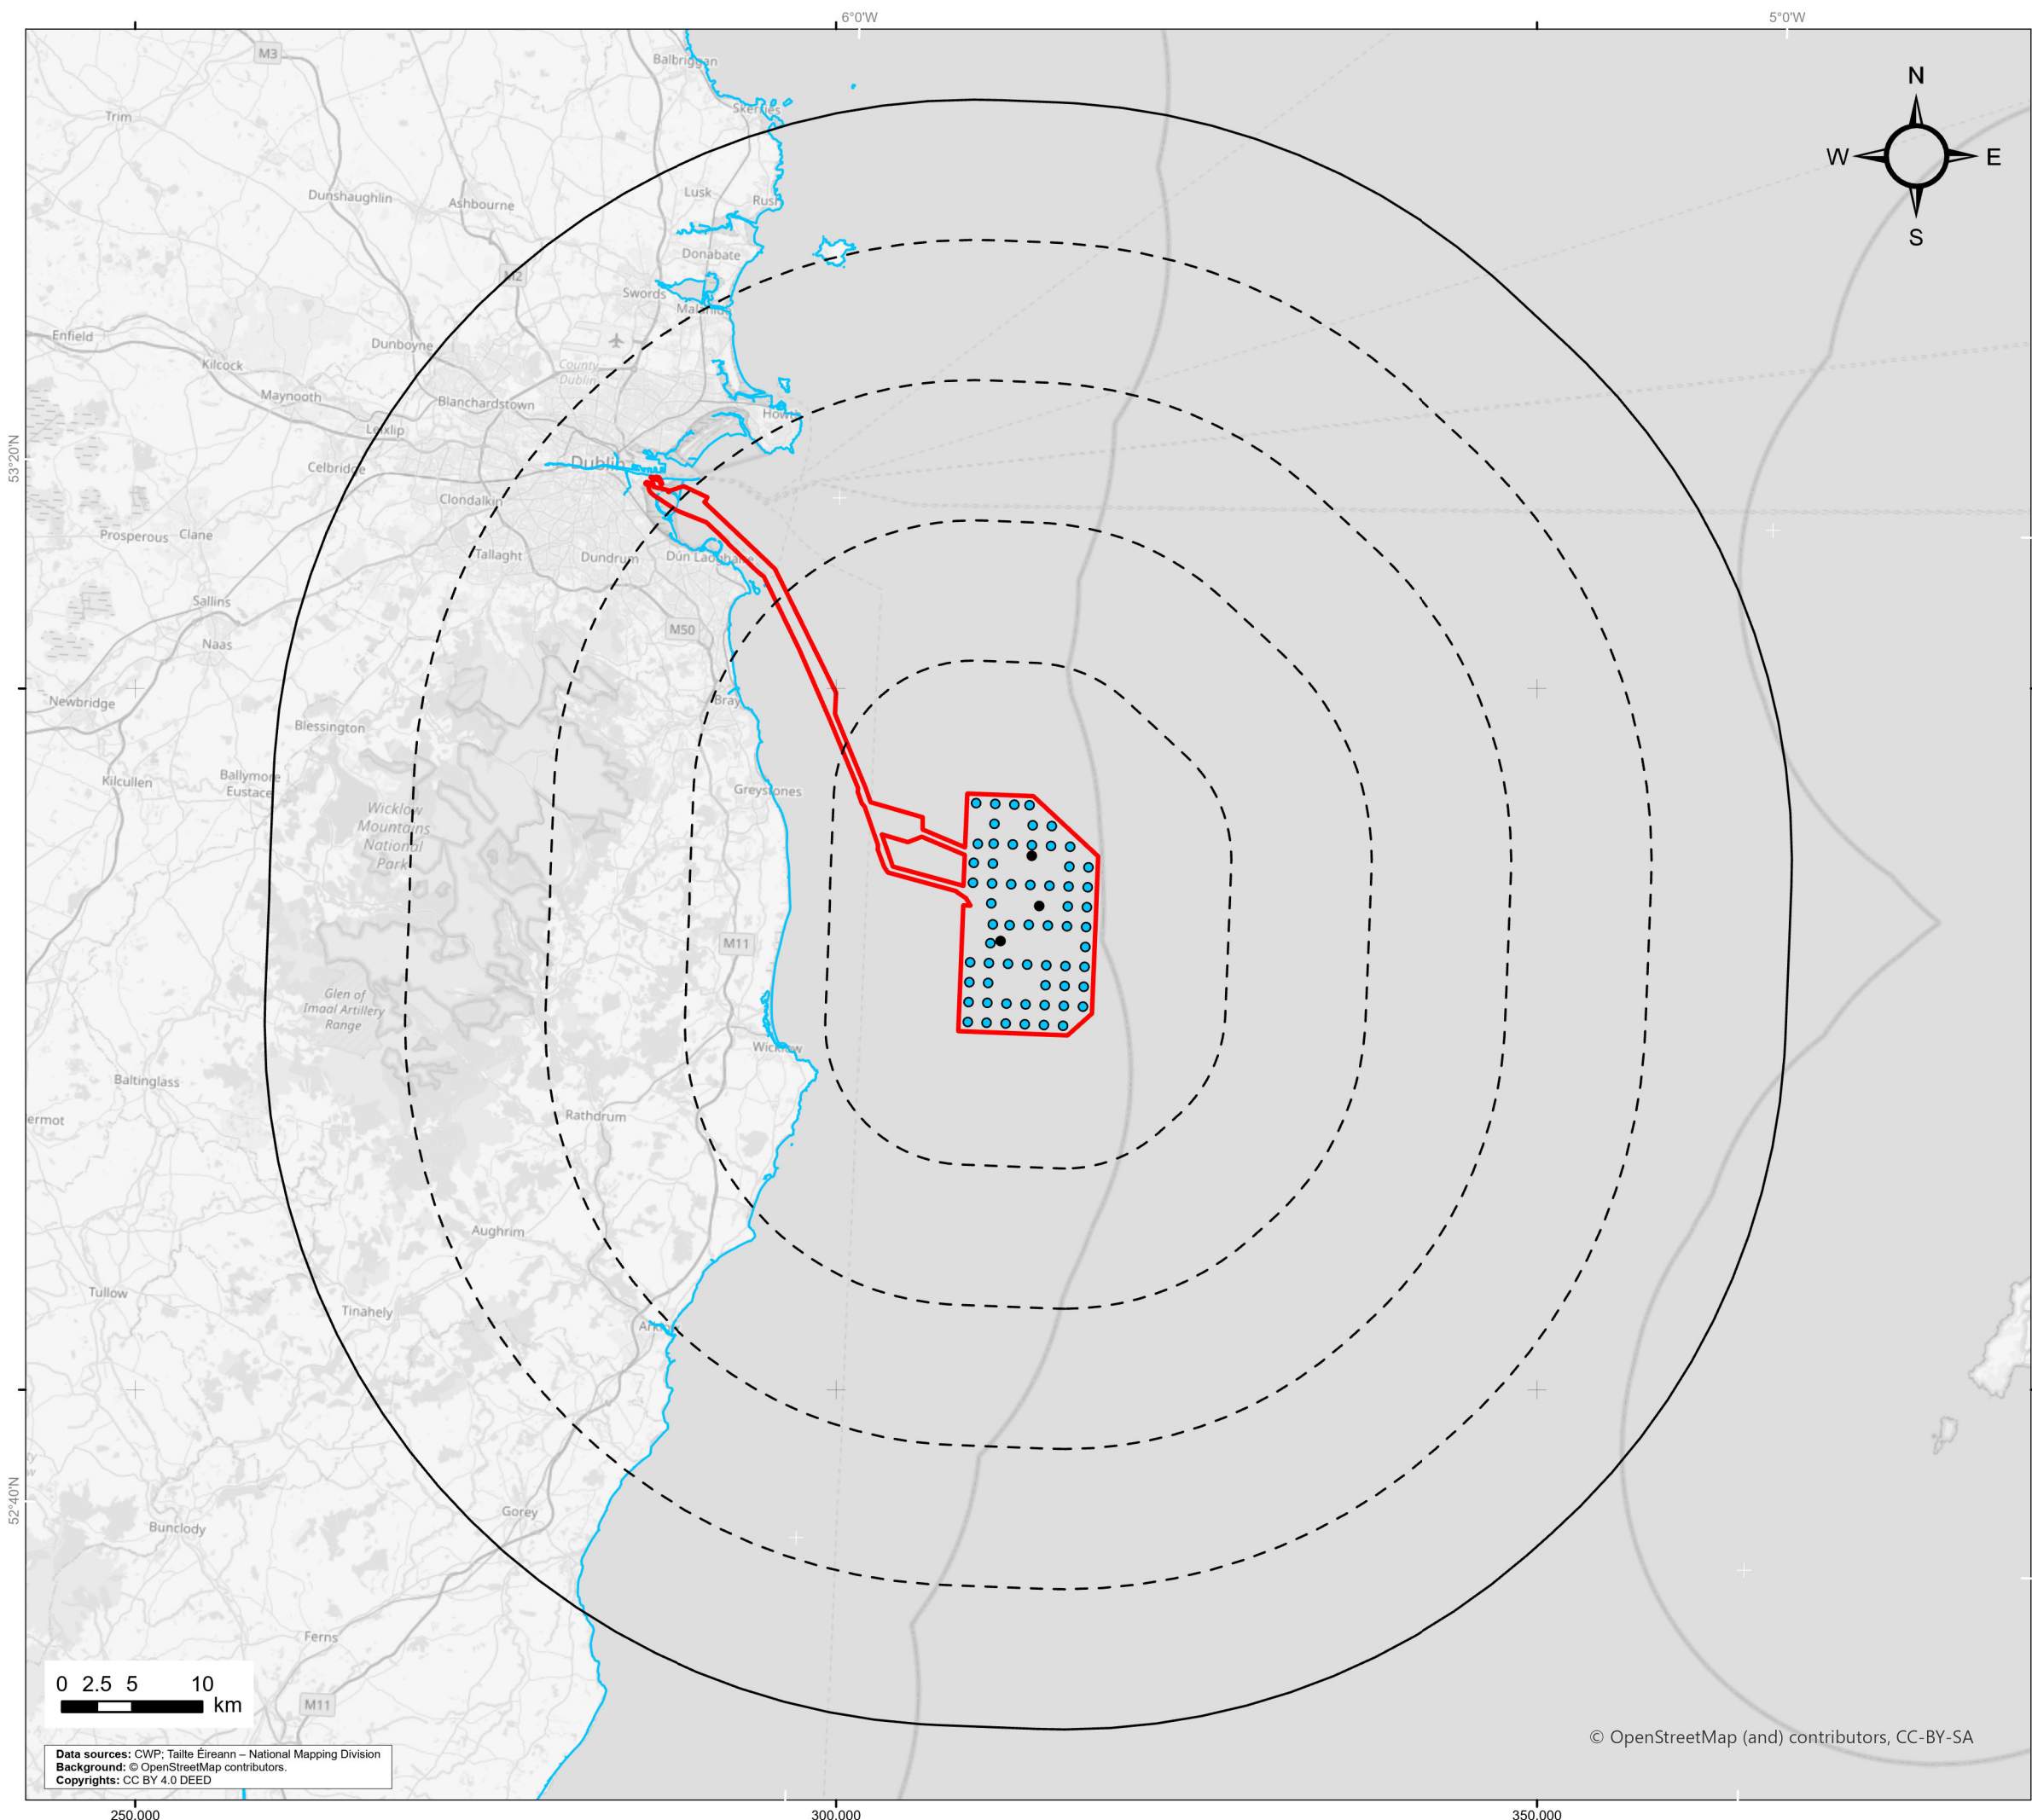 6°0'W
5°0'W
M3
Balbriggan
N
Skerries
Trim
W
E
Dunshaughlin
Lusk
Ashbourne
Rush
S
Donabate
M2
Swords
Malahide
Enfield
Dunboyne
Kilcock
County
Dublin
Maynooth
Blanchardstown
Howth
Leixlip
53°20'N
Dublin
Celbridge
Clondalkin
Prosperous
Clane
Tallaght
Dundrum
Dún Laoghaire
Sallins
M50
Naas
Newbridge
Bray
Blessington
Kilcullen
Ballymore
Eustace
Greystones
Wicklow
Mountains
National
Park
M11
Glen of
Imaal Artillery
Range
Wicklow
Baltinglass
Rathdrum
ermot
Aughrim
Tullow
Tinahely
Arklow
52°40'N
Gorey
Bunclody
Ferns
0 2.5 5 10
km
M11
© OpenStreetMap (and) contributors, CC-BY-SA
Data sources: CWP; Tailte Éireann – National Mapping Division
Background: © OpenStreetMap contributors.
Copyrights: CC BY 4.0 DEED
250,000
300,000
350,000